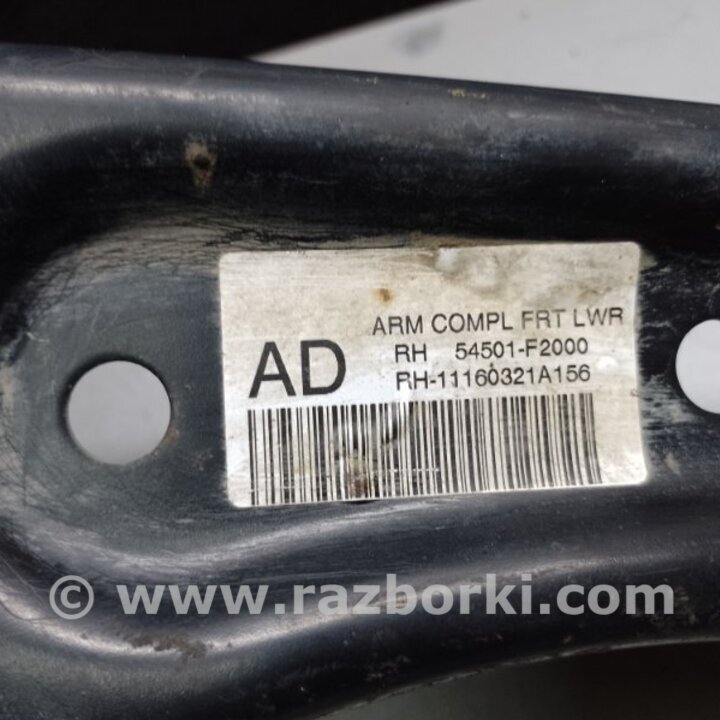 ARM COMPL FRT LWR
AD
RH 54501-F2000
RH-11160321A156
© www.razborki.com